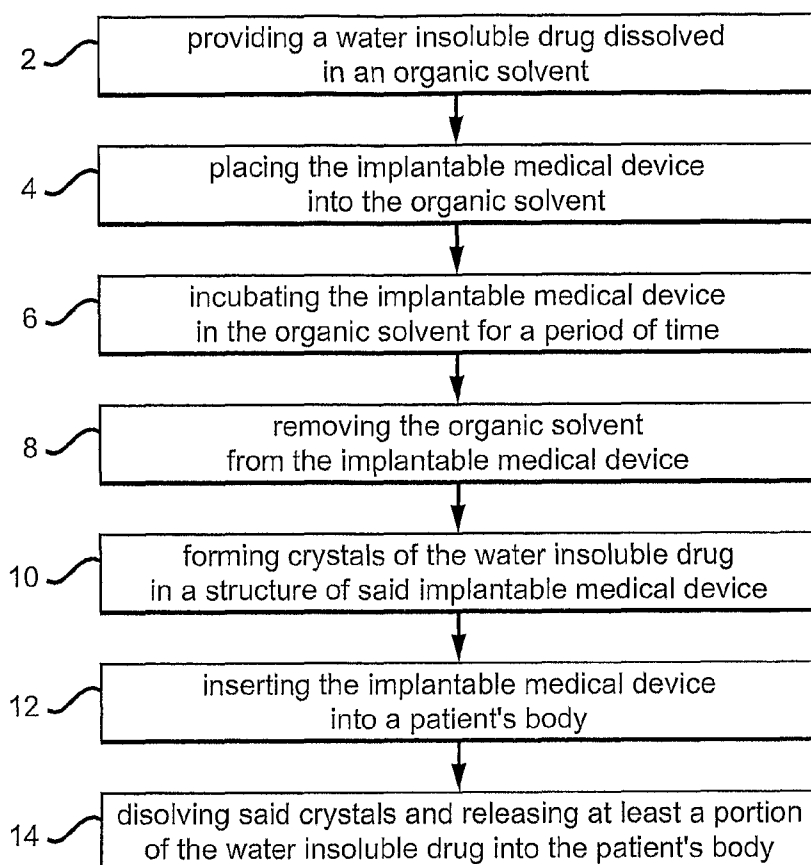 2
providing a water insoluble drug dissolved
in an organic solvent
4
placing the implantable medical device
into the organic solvent
6
incubating the implantable medical device
in the organic solvent for a period of time
8
removing the organic solvent
from the implantable medical device
10
forming crystals of the water insoluble drug
in a structure of said implantable medical device
12
inserting the implantable medical device
into a patient's body
14
disolving said crystals and releasing at least a portion
of the water insoluble drug into the patient's body